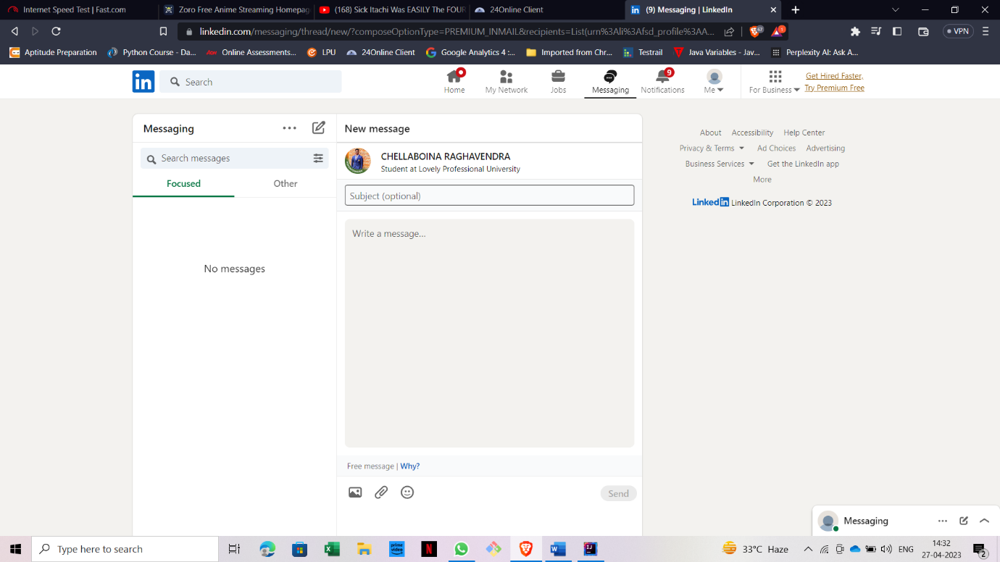 Internet Speed Test | Fast.com
Zoro Free Anime Streaming Homepag
(168) Sick Itachi Was EASILY The FOUR
24Online Client
(9) Messaging | LinkedIn
linkedin.com/messaging/thread/new/?composeOptionType=PREMIUM_INMAIL&recipients=List(urn%3Ali%3Afsd_profile%3AA...
67
1
VPN
Aptitude Preparation
Python Course - Da...
Online Assessments...
LPU
24Online Client
Google Analytics 4 :...
Imported from Chr...
Testrail
Java Variables - Jav...
Perplexity AI: Ask A...
in
Search
Home
My Network
Jobs
Messaging
9
Notifications
Me
For Business
Get Hired Faster,
Try Premium Free
Messaging
Search messages
Focused
Other
No messages
New message
CHELLABOINA RAGHAVENDRA
Student at Lovely Professional University
Subject (optional)
Write a message...
Free message | Why?
Send
About Accessibility Help Center
Privacy & Terms Ad Choices Advertising
Business Services Get the LinkedIn app
More
LinkedIn LinkedIn Corporation © 2023
Messaging
Type here to search
prime video
N
W
IJ
33°C Haze
ENG
14:32
27-04-2023
2